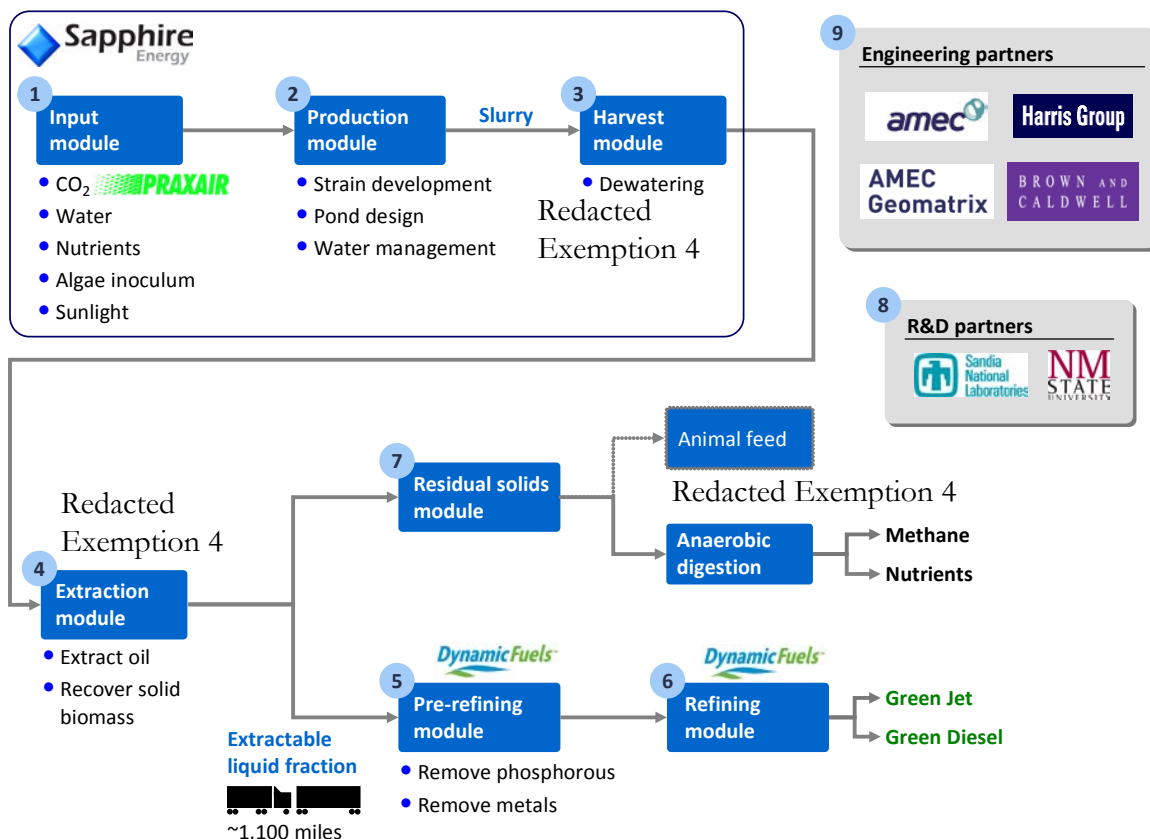 Sapphire
Energy
1
Input
module
CO₂
PRAXAIR
Water
Nutrients
Algae inoculum
Sunlight
2
Production
module
Strain development
Pond design
Water management
Slurry
3
Harvest
module
Dewatering
Redacted
Exemption 4
9
Engineering partners
amec
Harris Group
AMEC
Geomatrix
BROWN AND
CALDWELL
8
R&D partners
Sandia
National
Laboratories
NM
STATE
UNIVERSITY
Animal feed
7
Residual solids
module
Redacted Exemption 4
Anaerobic
digestion
Methane
Nutrients
Redacted
Exemption 4
4
Extraction
module
Extract oil
Recover solid
biomass
Extractable
liquid fraction
~1,100 miles
DynamicFuels
5
Pre-refining
module
Remove phosphorous
Remove metals
DynamicFuels
6
Refining
module
Green Jet
Green Diesel